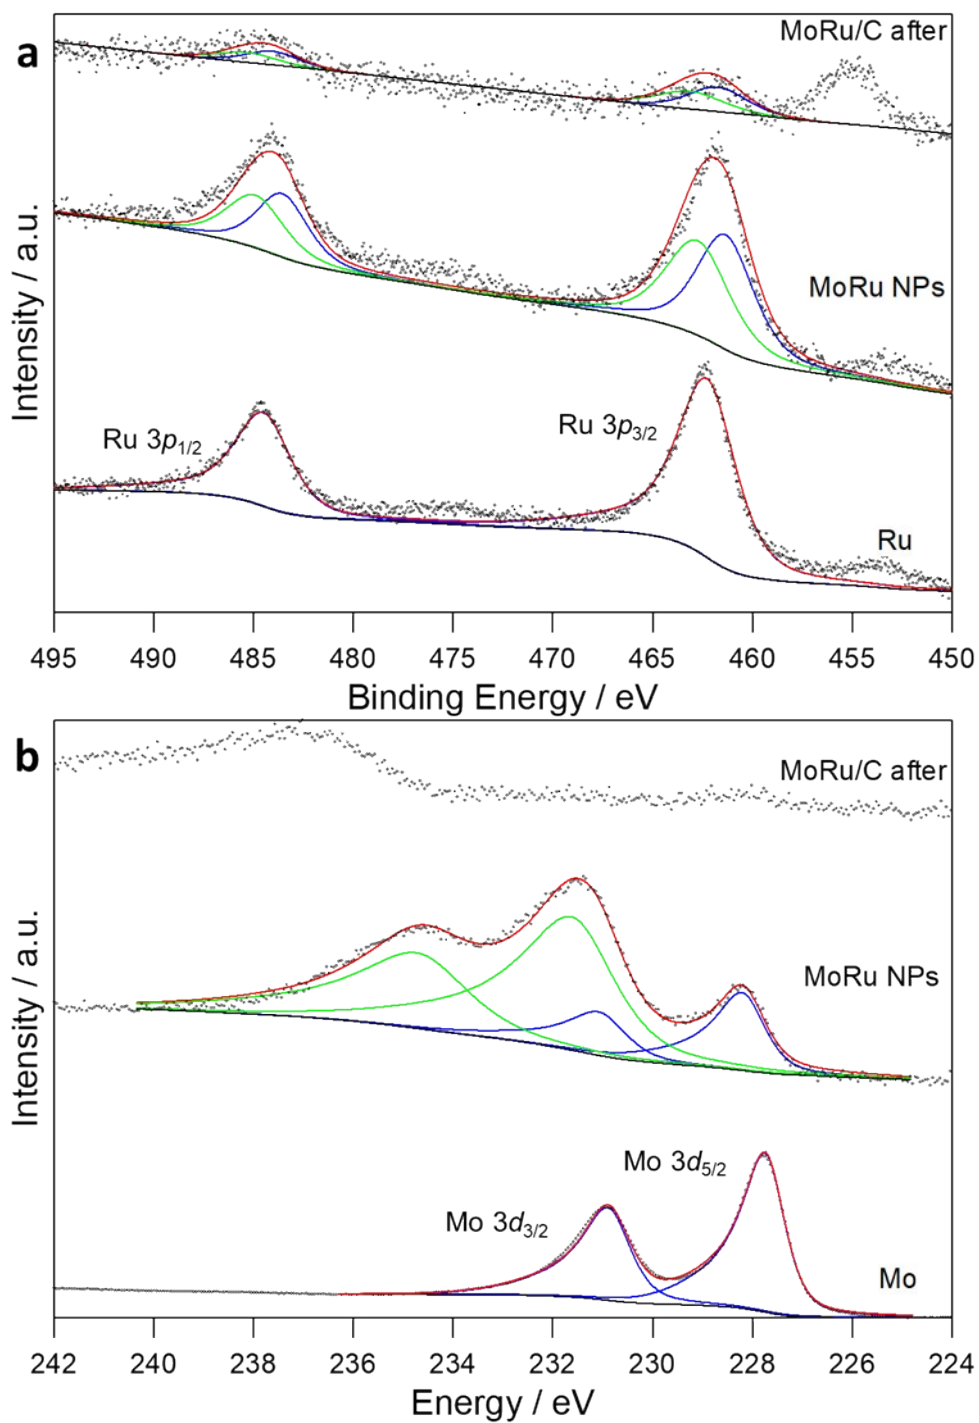 a
MoRu/C after
MoRu NPs
Ru 3p1/2
Ru 3p3/2
Ru
Intensity / a.u.
495 490 485 480 475 470 465 460 455 450
Binding Energy / eV
b
MoRu/C after
MoRu NPs
Mo 3d5/2
Mo 3d3/2
Mo
Intensity / a.u.
242 240 238 236 234 232 230 228 226 224
Energy / eV